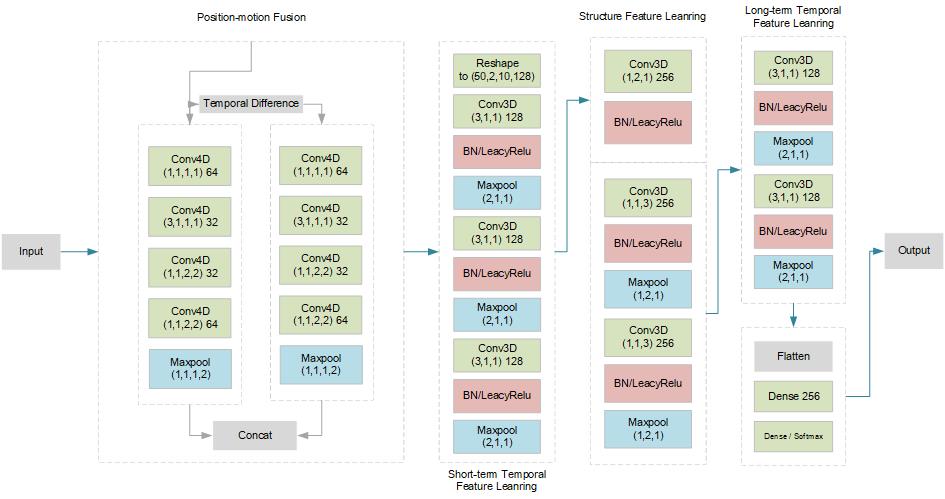 Position-motion Fusion
Input
Temporal Difference
Conv4D
(1,1,1,1) 64
Conv4D
(3,1,1,1) 32
Conv4D
(1,1,2,2) 32
Conv4D
(1,1,2,2) 64
Maxpool
(1,1,1,2)
Conv4D
(1,1,1,1) 64
Conv4D
(3,1,1,1) 32
Conv4D
(1,1,2,2) 32
Conv4D
(1,1,2,2) 64
Maxpool
(1,1,1,2)
Concat
Reshape
to (50,2,10,128)
Conv3D
(3,1,1) 128
BN/LeacyRelu
Maxpool
(2,1,1)
Conv3D
(3,1,1) 128
BN/LeacyRelu
Maxpool
(2,1,1)
Conv3D
(3,1,1) 128
BN/LeacyRelu
Maxpool
(2,1,1)
Short-term Temporal
Feature Leanring
Structure Feature Leanring
Conv3D
(1,2,1) 256
BN/LeacyRelu
Conv3D
(1,1,3) 256
BN/LeacyRelu
Maxpool
(1,2,1)
Conv3D
(1,1,3) 256
BN/LeacyRelu
Maxpool
(1,2,1)
Long-term Temporal
Feature Leanring
Conv3D
(3,1,1) 128
BN/LeacyRelu
Maxpool
(2,1,1)
Conv3D
(3,1,1) 128
BN/LeacyRelu
Maxpool
(2,1,1)
Flatten
Dense 256
Dense / Softmax
Output